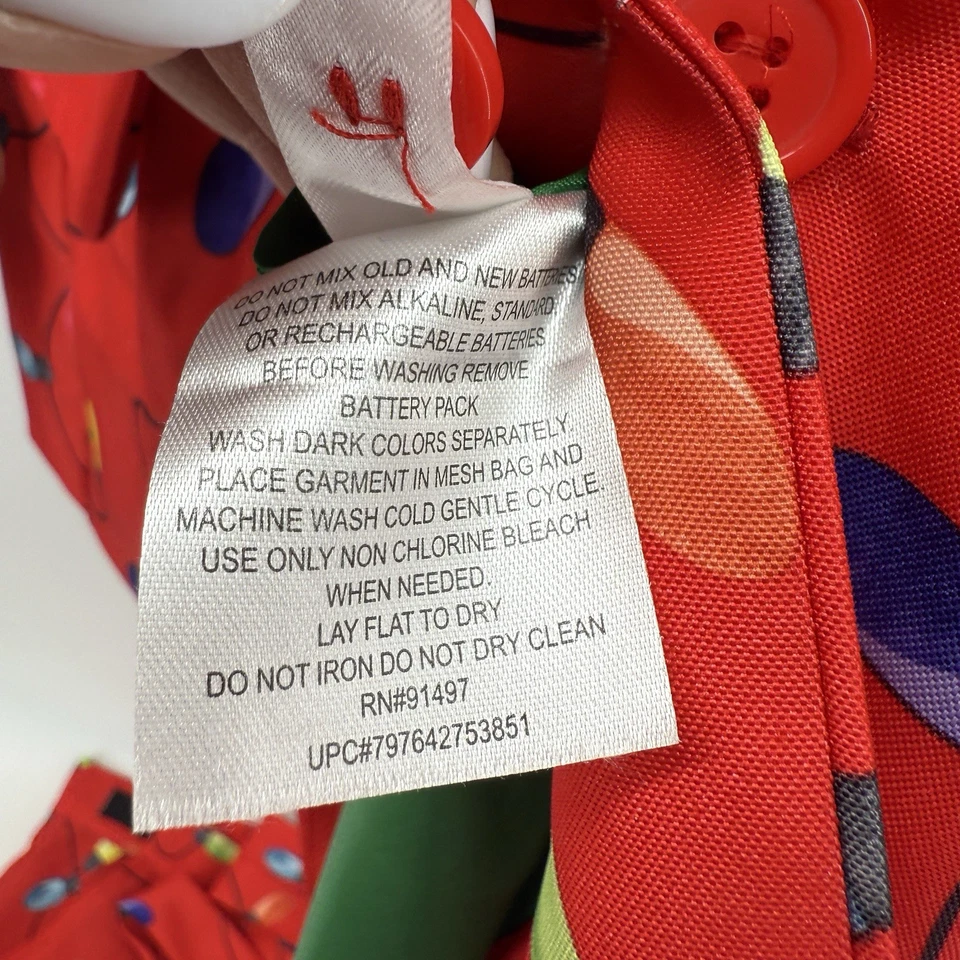 DO NOT MIX OLD AND NEW BATTERIES
DO NOT MIX ALKALINE, STANDARD,
OR RECHARGEABLE BATTERIES
BEFORE WASHING REMOVE
BATTERY PACK
WASH DARK COLORS SEPARATELY
PLACE GARMENT IN MESH BAG AND
MACHINE WASH COLD GENTLE CYCLE,
USE ONLY NON CHLORINE BLEACH
WHEN NEEDED.
LAY FLAT TO DRY
DO NOT IRON DO NOT DRY CLEAN
RN#91497
UPC#797642753851